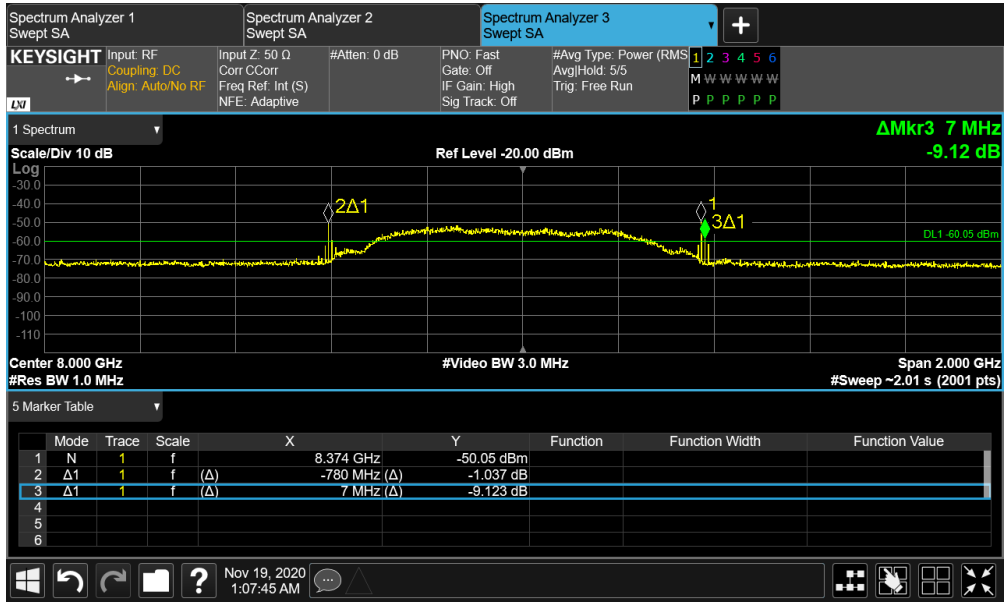 Spectrum Analyzer 1
Swept SA
Spectrum Analyzer 2
Swept SA
Spectrum Analyzer 3
Swept SA
▼
+
KEYSIGHT
LXI
Input: RF
Coupling: DC
Align: Auto/No RF
Input Z: 50 Ω
Corr CCorr
Freq Ref: Int (S)
NFE: Adaptive
#Atten: 0 dB
PNO: Fast
Gate: Off
IF Gain: High
Sig Track: Off
#Avg Type: Power (RMS
Avg|Hold: 5/5
Trig: Free Run
1 2 3 4 5 6
M W W W W W
P P P P P P
1 Spectrum ▼
ΔMkr3 7 MHz
-9.12 dB
Scale/Div 10 dB
Ref Level -20.00 dBm
Log
-30.0
-40.0
-50.0
-60.0
-70.0
-80.0
-90.0
-100
-110
2Δ1
1
3Δ1
DL1 -60.05 dBm
Center 8.000 GHz
#Video BW 3.0 MHz
Span 2.000 GHz
#Res BW 1.0 MHz
#Sweep ~2.01 s (2001 pts)
5 Marker Table ▼
Mode Trace Scale X Y Function Function Width Function Value
1 N 1 f 8.374 GHz -50.05 dBm
2 Δ1 1 f (Δ) -780 MHz (Δ) -1.037 dB
3 Δ1 1 f (Δ) 7 MHz (Δ) -9.123 dB
4
5
6
?
Nov 19, 2020
1:07:45 AM